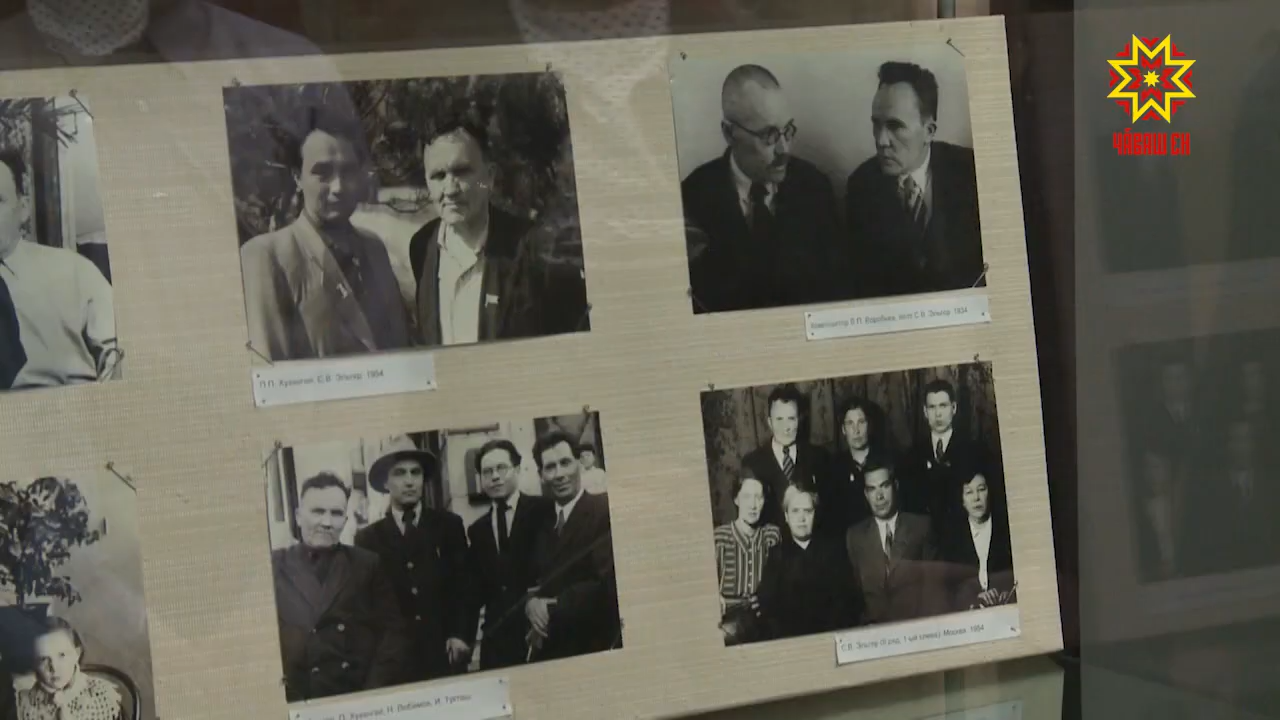 ЧӐВАШ ЕН
Композитор В.П. Воробьев, поэт С.В. Эльгер. 1934
П.П. Хузангай, С.В. Эльгер. 1954
С.В. Эльгер (II ряд, 1-ый слева). Москва. 1954
П. Хузангай, Н. Любимов, И. Тукташ